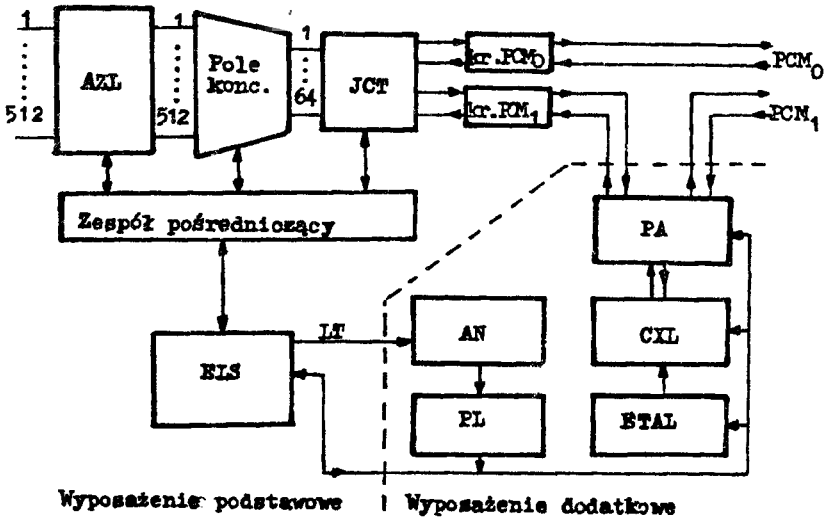 1
512
AZL
1
512
Pole
konc.
1
64
JCT
kr.PCM0
kr.PCM1
PCM0
PCM1
Zespół pośredniczący
PA
LT
AN
CXL
ELS
PL
ETAL
Wyposażenie podstawowe
Wyposażenie dodatkowe